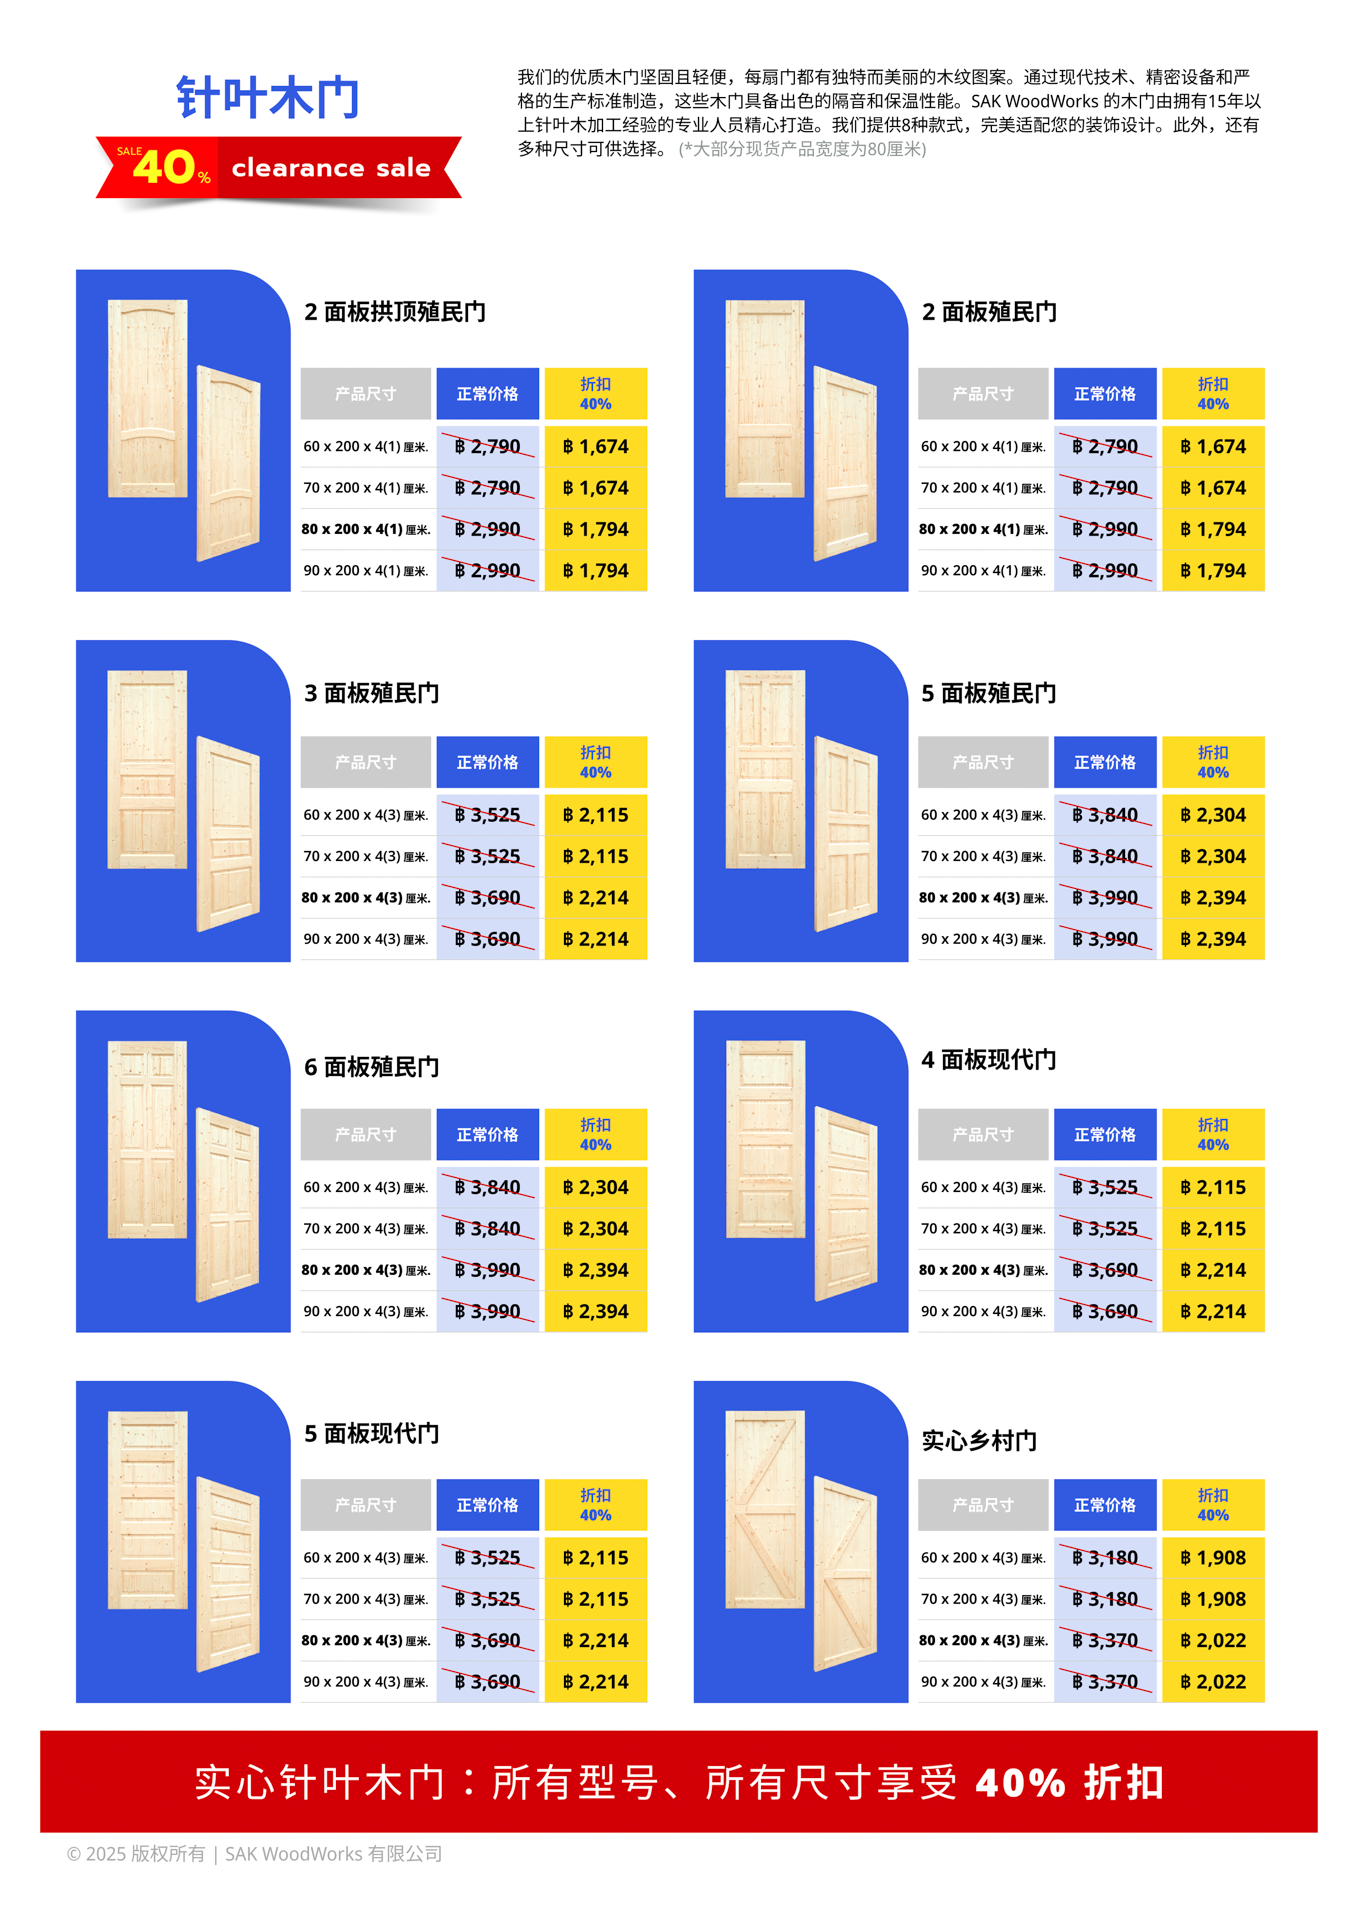 针叶木门
SALE 40 % clearance sale
我们的优质木门坚固且轻便，每扇门都有独特而美丽的木纹图案。通过现代技术、精密设备和严
格的生产标准制造，这些木门具备出色的隔音和保温性能。SAK WoodWorks 的木门由拥有15年以
上针叶木加工经验的专业人员精心打造。我们提供8种款式，完美适配您的装饰设计。此外，还有
多种尺寸可供选择。 (*大部分现货产品宽度为80厘米)
2 面板拱顶殖民门
产品尺寸 正常价格 折扣 40%
60 x 200 x 4(1) 厘米. ฿ 2,790 ฿ 1,674
70 x 200 x 4(1) 厘米. ฿ 2,790 ฿ 1,674
80 x 200 x 4(1) 厘米. ฿ 2,990 ฿ 1,794
90 x 200 x 4(1) 厘米. ฿ 2,990 ฿ 1,794
2 面板殖民门
产品尺寸 正常价格 折扣 40%
60 x 200 x 4(1) 厘米. ฿ 2,790 ฿ 1,674
70 x 200 x 4(1) 厘米. ฿ 2,790 ฿ 1,674
80 x 200 x 4(1) 厘米. ฿ 2,990 ฿ 1,794
90 x 200 x 4(1) 厘米. ฿ 2,990 ฿ 1,794
3 面板殖民门
产品尺寸 正常价格 折扣 40%
60 x 200 x 4(3) 厘米. ฿ 3,525 ฿ 2,115
70 x 200 x 4(3) 厘米. ฿ 3,525 ฿ 2,115
80 x 200 x 4(3) 厘米. ฿ 3,690 ฿ 2,214
90 x 200 x 4(3) 厘米. ฿ 3,690 ฿ 2,214
5 面板殖民门
产品尺寸 正常价格 折扣 40%
60 x 200 x 4(3) 厘米. ฿ 3,840 ฿ 2,304
70 x 200 x 4(3) 厘米. ฿ 3,840 ฿ 2,304
80 x 200 x 4(3) 厘米. ฿ 3,990 ฿ 2,394
90 x 200 x 4(3) 厘米. ฿ 3,990 ฿ 2,394
6 面板殖民门
产品尺寸 正常价格 折扣 40%
60 x 200 x 4(3) 厘米. ฿ 3,840 ฿ 2,304
70 x 200 x 4(3) 厘米. ฿ 3,840 ฿ 2,304
80 x 200 x 4(3) 厘米. ฿ 3,990 ฿ 2,394
90 x 200 x 4(3) 厘米. ฿ 3,990 ฿ 2,394
4 面板现代门
产品尺寸 正常价格 折扣 40%
60 x 200 x 4(3) 厘米. ฿ 3,525 ฿ 2,115
70 x 200 x 4(3) 厘米. ฿ 3,525 ฿ 2,115
80 x 200 x 4(3) 厘米. ฿ 3,690 ฿ 2,214
90 x 200 x 4(3) 厘米. ฿ 3,690 ฿ 2,214
5 面板现代门
产品尺寸 正常价格 折扣 40%
60 x 200 x 4(3) 厘米. ฿ 3,525 ฿ 2,115
70 x 200 x 4(3) 厘米. ฿ 3,525 ฿ 2,115
80 x 200 x 4(3) 厘米. ฿ 3,690 ฿ 2,214
90 x 200 x 4(3) 厘米. ฿ 3,690 ฿ 2,214
实心乡村门
产品尺寸 正常价格 折扣 40%
60 x 200 x 4(3) 厘米. ฿ 3,180 ฿ 1,908
70 x 200 x 4(3) 厘米. ฿ 3,180 ฿ 1,908
80 x 200 x 4(3) 厘米. ฿ 3,370 ฿ 2,022
90 x 200 x 4(3) 厘米. ฿ 3,370 ฿ 2,022
实心针叶木门：所有型号、所有尺寸享受 40% 折扣
© 2025 版权所有 | SAK WoodWorks 有限公司